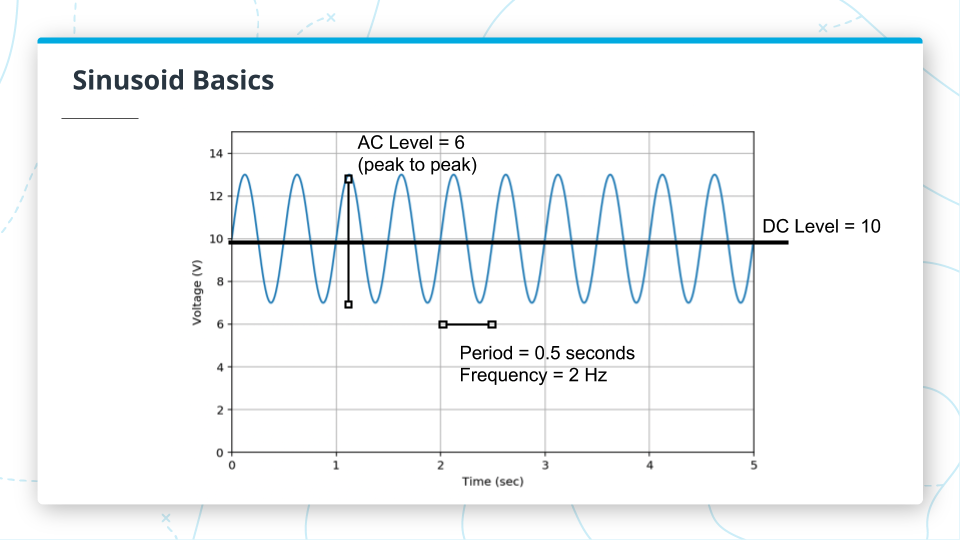 Sinusoid Basics
AC Level = 6
(peak to peak)
14
12
DC Level = 10
10
8
Voltage (V)
6
Period = 0.5 seconds
4
Frequency = 2 Hz
2
0
0 1 2 3 4 5
Time (sec)